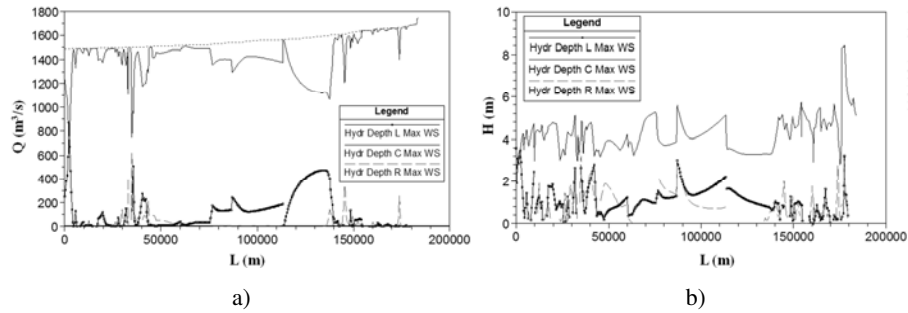 1800
1600
1400
1200
1000
800
600
400
200
0
Q (m³/s)
Legend
Hydr Depth L Max WS
Hydr Depth C Max WS
Hydr Depth R Max WS
0 50000 100000 150000 200000
L (m)
a)
10
8
6
4
2
0
H (m)
Legend
Hydr Depth L Max WS
Hydr Depth C Max WS
Hydr Depth R Max WS
0 50000 100000 150000 200000
L (m)
b)